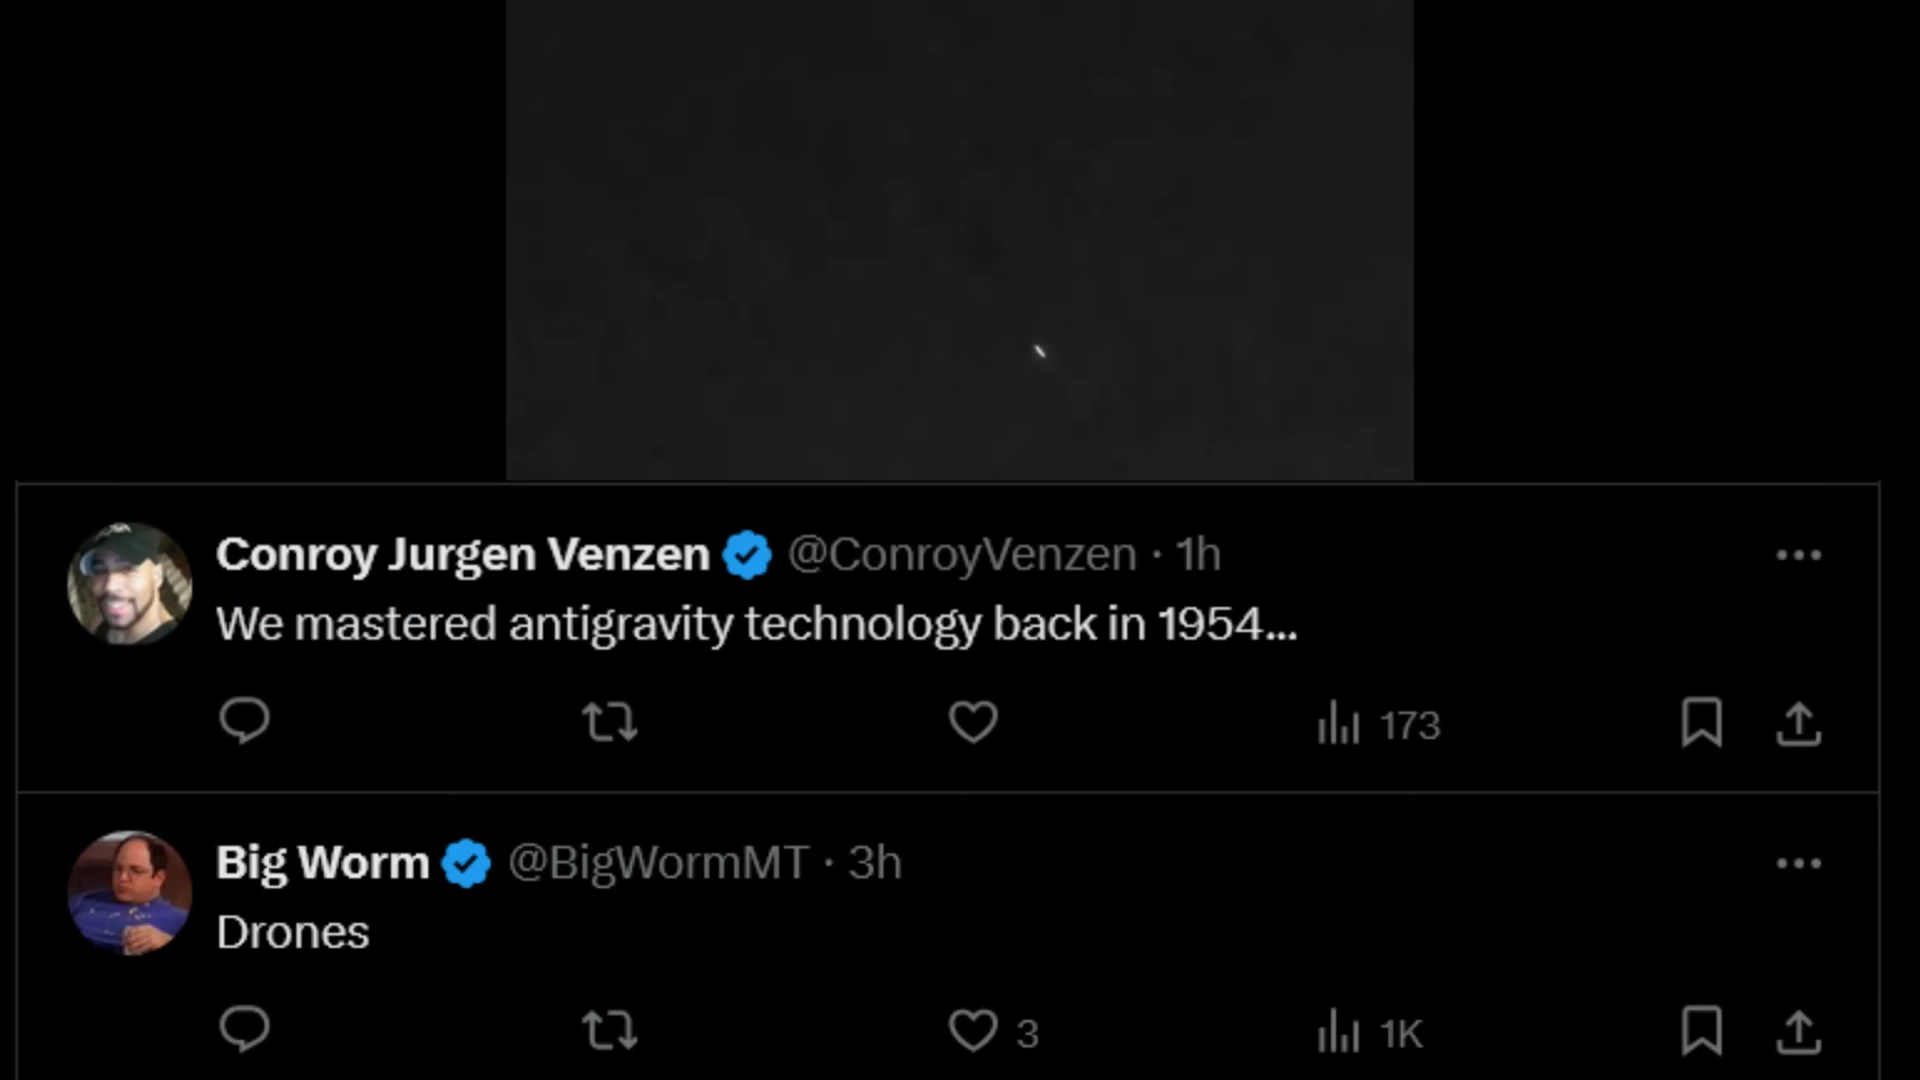 Conroy Jurgen Venzen @ConroyVenzen · 1h
We mastered antigravity technology back in 1954...
173
Big Worm @BigWormMT · 3h
Drones
3 1K